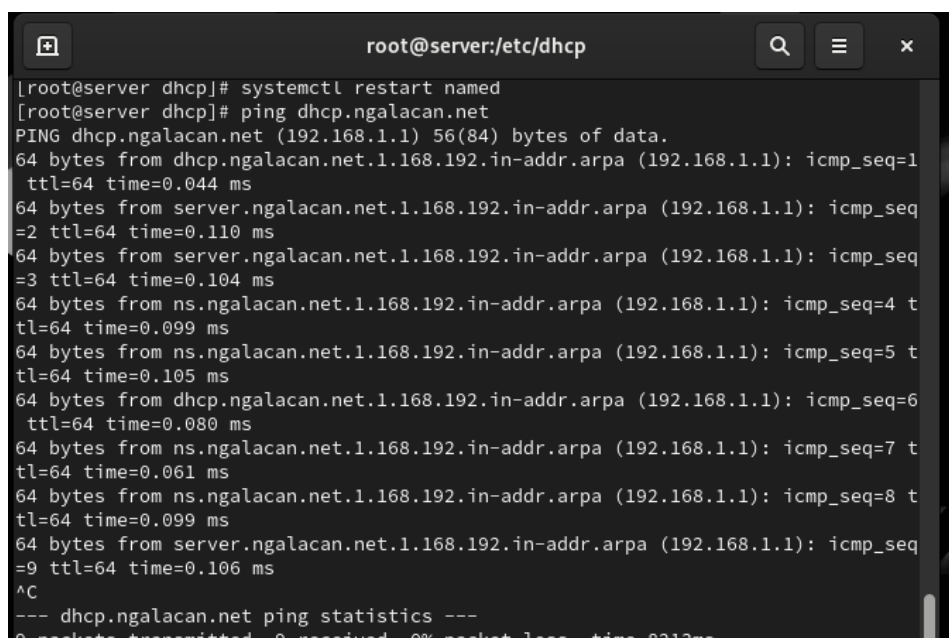 root@server:/etc/dhcp
[root@server dhcp]# systemctl restart named
[root@server dhcp]# ping dhcp.ngalacan.net
PING dhcp.ngalacan.net (192.168.1.1) 56(84) bytes of data.
64 bytes from dhcp.ngalacan.net.1.168.192.in-addr.arpa (192.168.1.1): icmp_seq=1
 ttl=64 time=0.044 ms
64 bytes from server.ngalacan.net.1.168.192.in-addr.arpa (192.168.1.1): icmp_seq
=2 ttl=64 time=0.110 ms
64 bytes from server.ngalacan.net.1.168.192.in-addr.arpa (192.168.1.1): icmp_seq
=3 ttl=64 time=0.104 ms
64 bytes from ns.ngalacan.net.1.168.192.in-addr.arpa (192.168.1.1): icmp_seq=4 t
tl=64 time=0.099 ms
64 bytes from ns.ngalacan.net.1.168.192.in-addr.arpa (192.168.1.1): icmp_seq=5 t
tl=64 time=0.105 ms
64 bytes from dhcp.ngalacan.net.1.168.192.in-addr.arpa (192.168.1.1): icmp_seq=6
 ttl=64 time=0.080 ms
64 bytes from ns.ngalacan.net.1.168.192.in-addr.arpa (192.168.1.1): icmp_seq=7 t
tl=64 time=0.061 ms
64 bytes from ns.ngalacan.net.1.168.192.in-addr.arpa (192.168.1.1): icmp_seq=8 t
tl=64 time=0.099 ms
64 bytes from server.ngalacan.net.1.168.192.in-addr.arpa (192.168.1.1): icmp_seq
=9 ttl=64 time=0.106 ms
^C
--- dhcp.ngalacan.net ping statistics ---
9 packets transmitted, 9 received, 0% packet loss, time